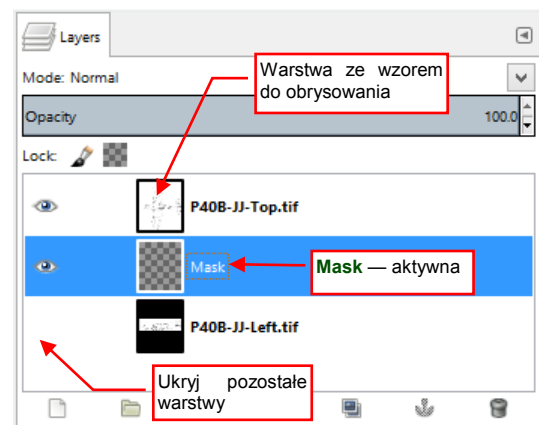 Layers
Mode: Normal
Warstwa ze wzorem
do obrysowania
Opacity 100.0
Lock:
P40B-JJ-Top.tif
Mask
Mask — aktywna
P40B-JJ-Left.tif
Ukryj pozostałe
warstwy